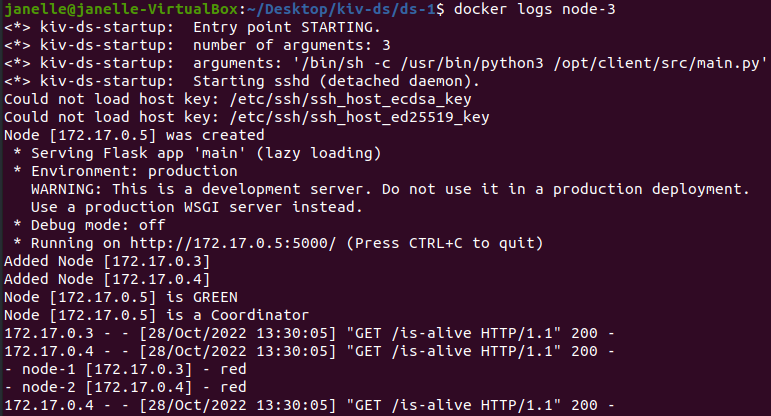 janelle@janelle-VirtualBox:~/Desktop/kiv-ds/ds-1$ docker logs node-3
<*> kiv-ds-startup:  Entry point STARTING.
<*> kiv-ds-startup:  number of arguments: 3
<*> kiv-ds-startup:  arguments: '/bin/sh -c /usr/bin/python3 /opt/client/src/main.py'
<*> kiv-ds-startup:  Starting sshd (detached daemon).
Could not load host key: /etc/ssh/ssh_host_ecdsa_key
Could not load host key: /etc/ssh/ssh_host_ed25519_key
Node [172.17.0.5] was created
 * Serving Flask app 'main' (lazy loading)
 * Environment: production
   WARNING: This is a development server. Do not use it in a production deployment.
   Use a production WSGI server instead.
 * Debug mode: off
 * Running on http://172.17.0.5:5000/ (Press CTRL+C to quit)
Added Node [172.17.0.3]
Added Node [172.17.0.4]
Node [172.17.0.5] is GREEN
Node [172.17.0.5] is a Coordinator
172.17.0.3 - - [28/Oct/2022 13:30:05] "GET /is-alive HTTP/1.1" 200 -
172.17.0.4 - - [28/Oct/2022 13:30:05] "GET /is-alive HTTP/1.1" 200 -
- node-1 [172.17.0.3] - red
- node-2 [172.17.0.4] - red
172.17.0.4 - - [28/Oct/2022 13:30:05] "GET /is-alive HTTP/1.1" 200 -